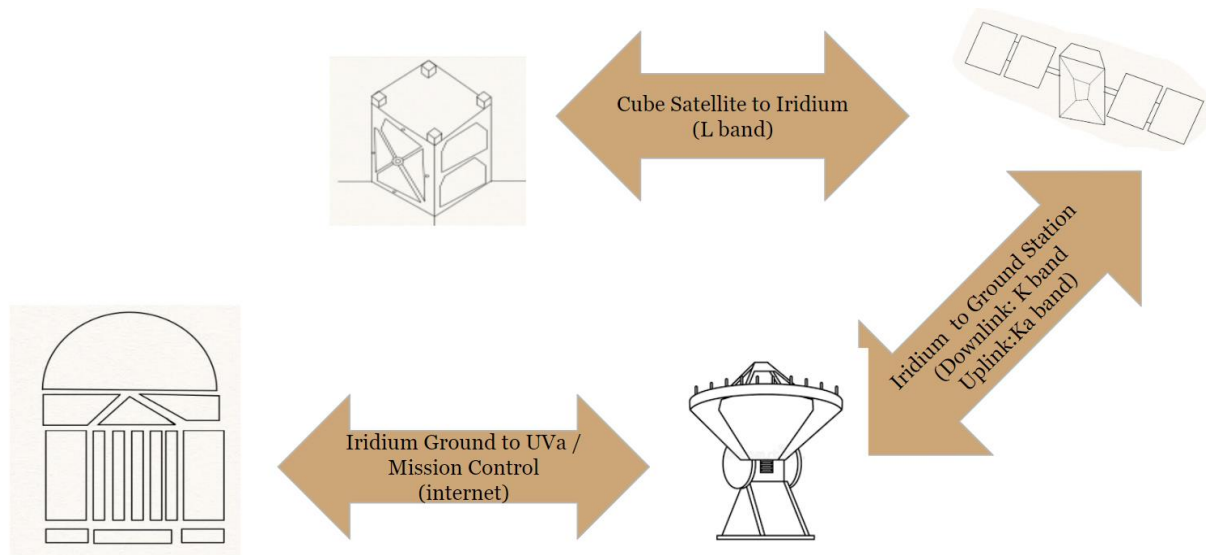 Cube Satellite to Iridium
(L band)
Iridium to Ground Station
(Downlink: K band
Uplink:Ka band)
Iridium Ground to UVa /
Mission Control
(internet)